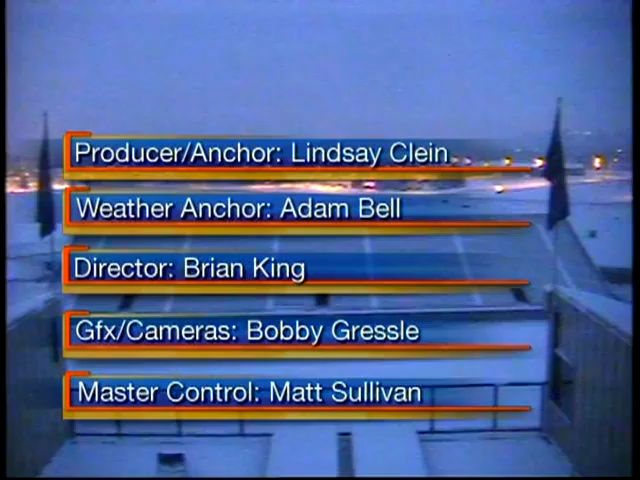 Producer/Anchor: Lindsay Clein
Weather Anchor: Adam Bell
Director: Brian King
Gfx/Cameras: Bobby Gressle
Master Control: Matt Sullivan